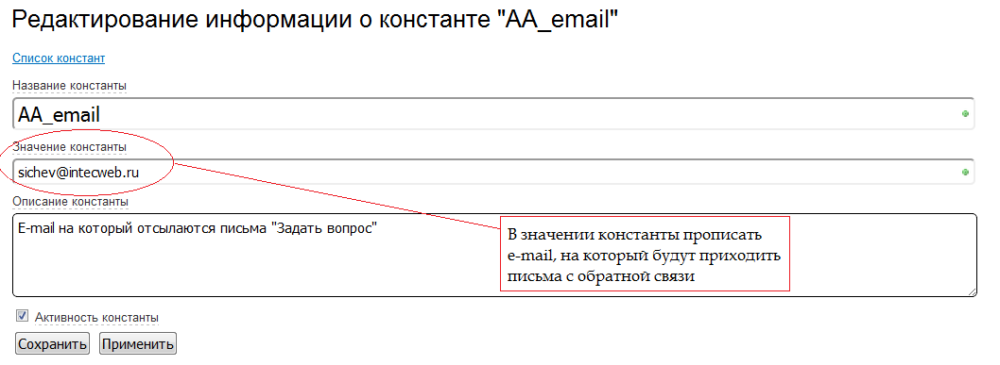 Редактирование информации о константе "AA_email"
Список констант
Название константы
AA_email
Значение константы
sichev@intecweb.ru
Описание константы
E-mail на который отсылаются письма "Задать вопрос"
В значении константы прописать
e-mail, на который будут приходить
письма с обратной связи
Активность константы
Сохранить Применить